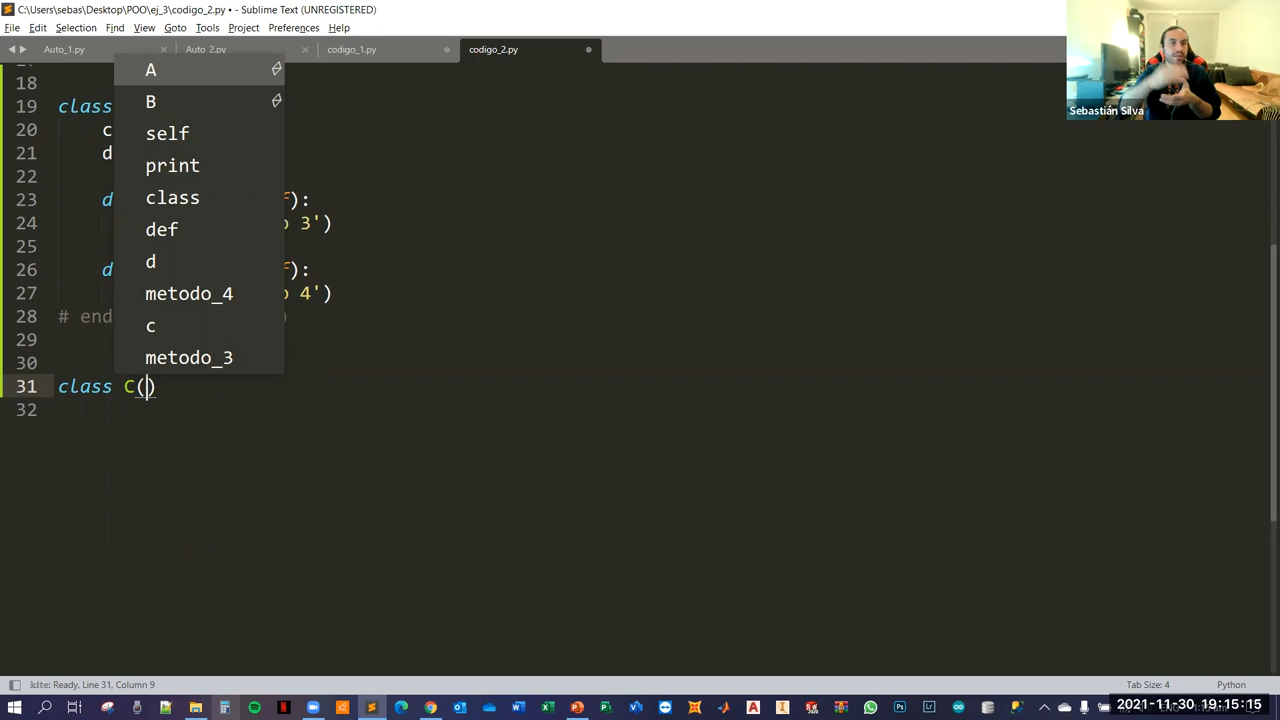 C:\Users\sebas\Desktop\POO\ej_3\codigo_2.py • - Sublime Text (UNREGISTERED)
File Edit Selection Find View Goto Tools Project Preferences Help
Auto_1.py Auto_2.py codigo_1.py codigo_2.py
Sebastián Silva
A
B
self
print
class
def
d
metodo_4
c
metodo_3
18
19 class
20 c
21 d
22
23 d f):
24 o 3')
25
26 d f):
27 o 4')
28 # end )
29
30
31 class C()
32
Ready, Line 31, Column 9
Tab Size: 4 Python
2021-11-30 19:15:15